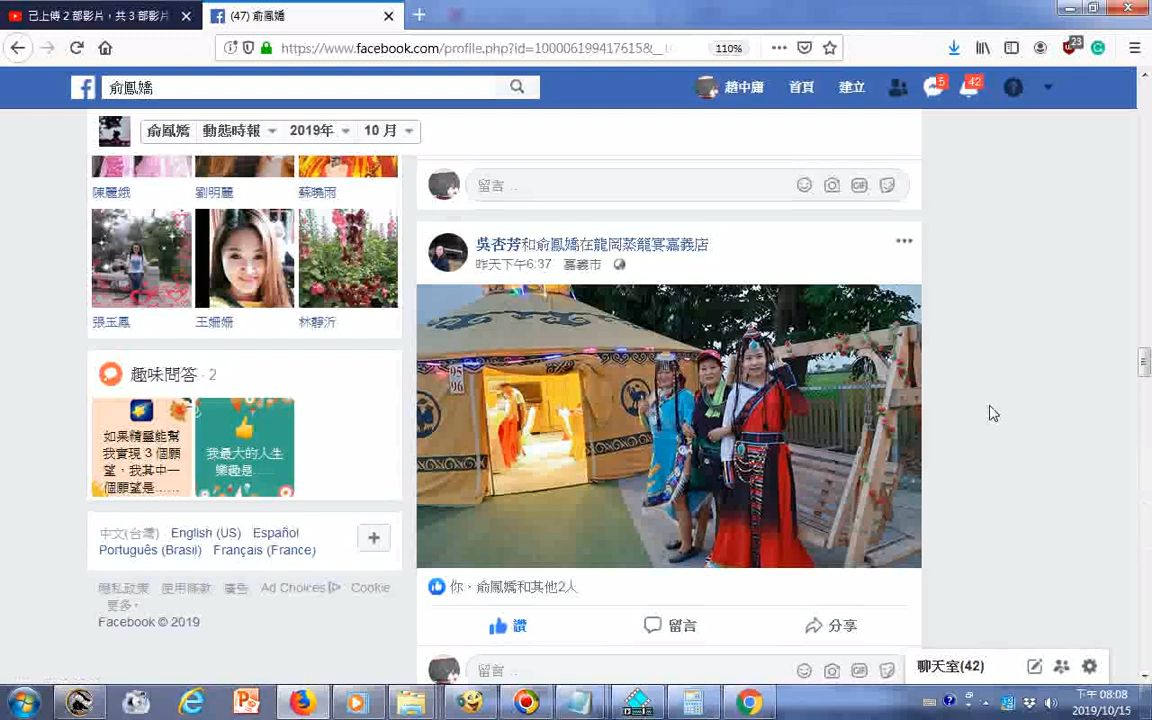 已上傳 2 部影片，共 3 部影片
(47) 俞鳳嬌
https://www.facebook.com/profile.php?id=100006199417615&__
110%
23
俞鳳嬌
趙中庸 首頁 建立
5
42
俞鳳嬌 動態時報 2019年 10 月
陳麗娥 劉明麗 蘇曉雨
留言 ...
張玉鳳 王姍姍 林靜沂
吳杏芳和俞鳳嬌在龍岡蒸籠宴嘉義店
昨天下午6:37 嘉義市
95
96
趣味問答 · 2
如果精靈能幫
我實現 3 個願
望，我其中一
個願望是......
我最大的人生
樂趣是......
中文(台灣) English (US) Español
Português (Brasil) Français (France)
隱私政策 使用條款 廣告 Ad Choices Cookie
更多
Facebook © 2019
你、俞鳳嬌和其他2人
讚 留言 分享
留言 ...
聊天室(42)
下午 08:08
2019/10/15